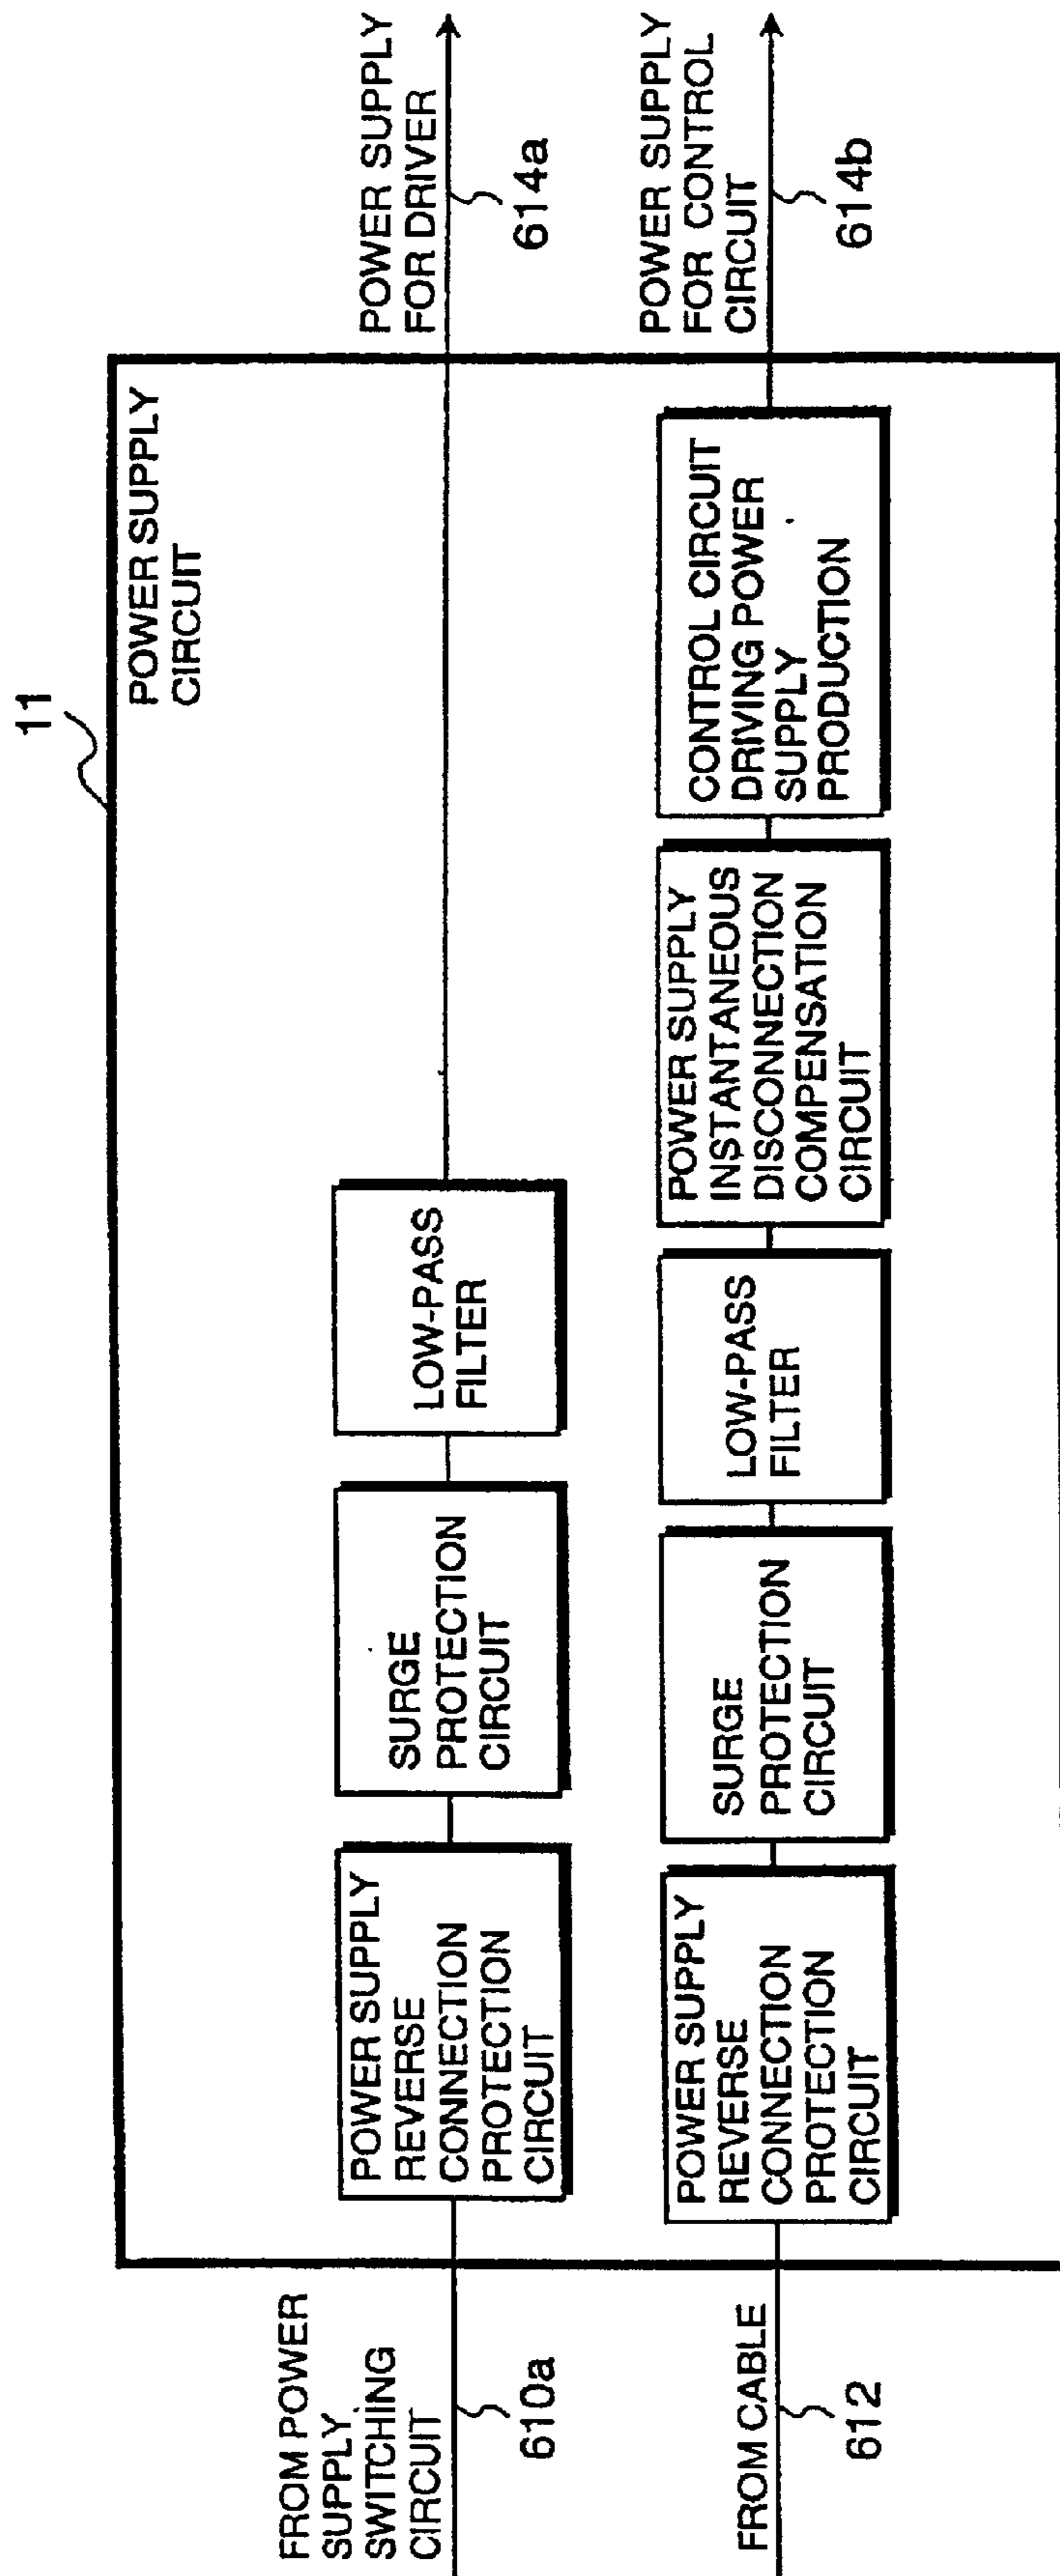 11
POWER SUPPLY
CIRCUIT
FROM POWER
SUPPLY
SWITCHING
CIRCUIT
610a
POWER SUPPLY
REVERSE
CONNECTION
PROTECTION
CIRCUIT
SURGE
PROTECTION
CIRCUIT
LOW-PASS
FILTER
POWER SUPPLY
FOR DRIVER
614a
FROM CABLE
612
POWER SUPPLY
REVERSE
CONNECTION
PROTECTION
CIRCUIT
SURGE
PROTECTION
CIRCUIT
LOW-PASS
FILTER
POWER SUPPLY
INSTANTANEOUS
DISCONNECTION
COMPENSATION
CIRCUIT
CONTROL CIRCUIT
DRIVING POWER
SUPPLY
PRODUCTION
POWER SUPPLY
FOR CONTROL
CIRCUIT
614b